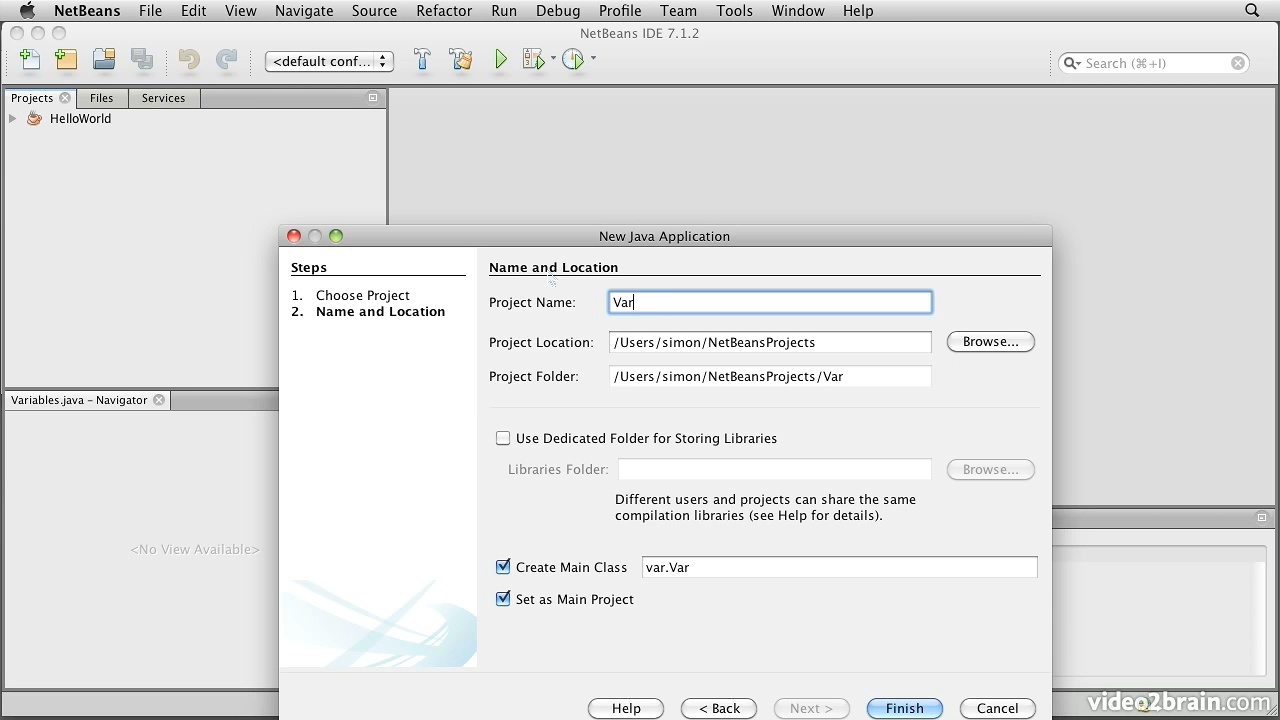 NetBeans File Edit View Navigate Source Refactor Run Debug Profile Team Tools Window Help
NetBeans IDE 7.1.2
<default conf... Search (⌘+I)
Projects Files Services
HelloWorld
New Java Application
Steps
1. Choose Project
2. Name and Location
Name and Location
Project Name: Var
Project Location: /Users/simon/NetBeansProjects Browse...
Project Folder: /Users/simon/NetBeansProjects/Var
Variables.java – Navigator
<No View Available>
Use Dedicated Folder for Storing Libraries
Libraries Folder: Browse...
Different users and projects can share the same
compilation libraries (see Help for details).
Create Main Class var.Var
Set as Main Project
Help < Back Next > Finish Cancel
video2brain.com